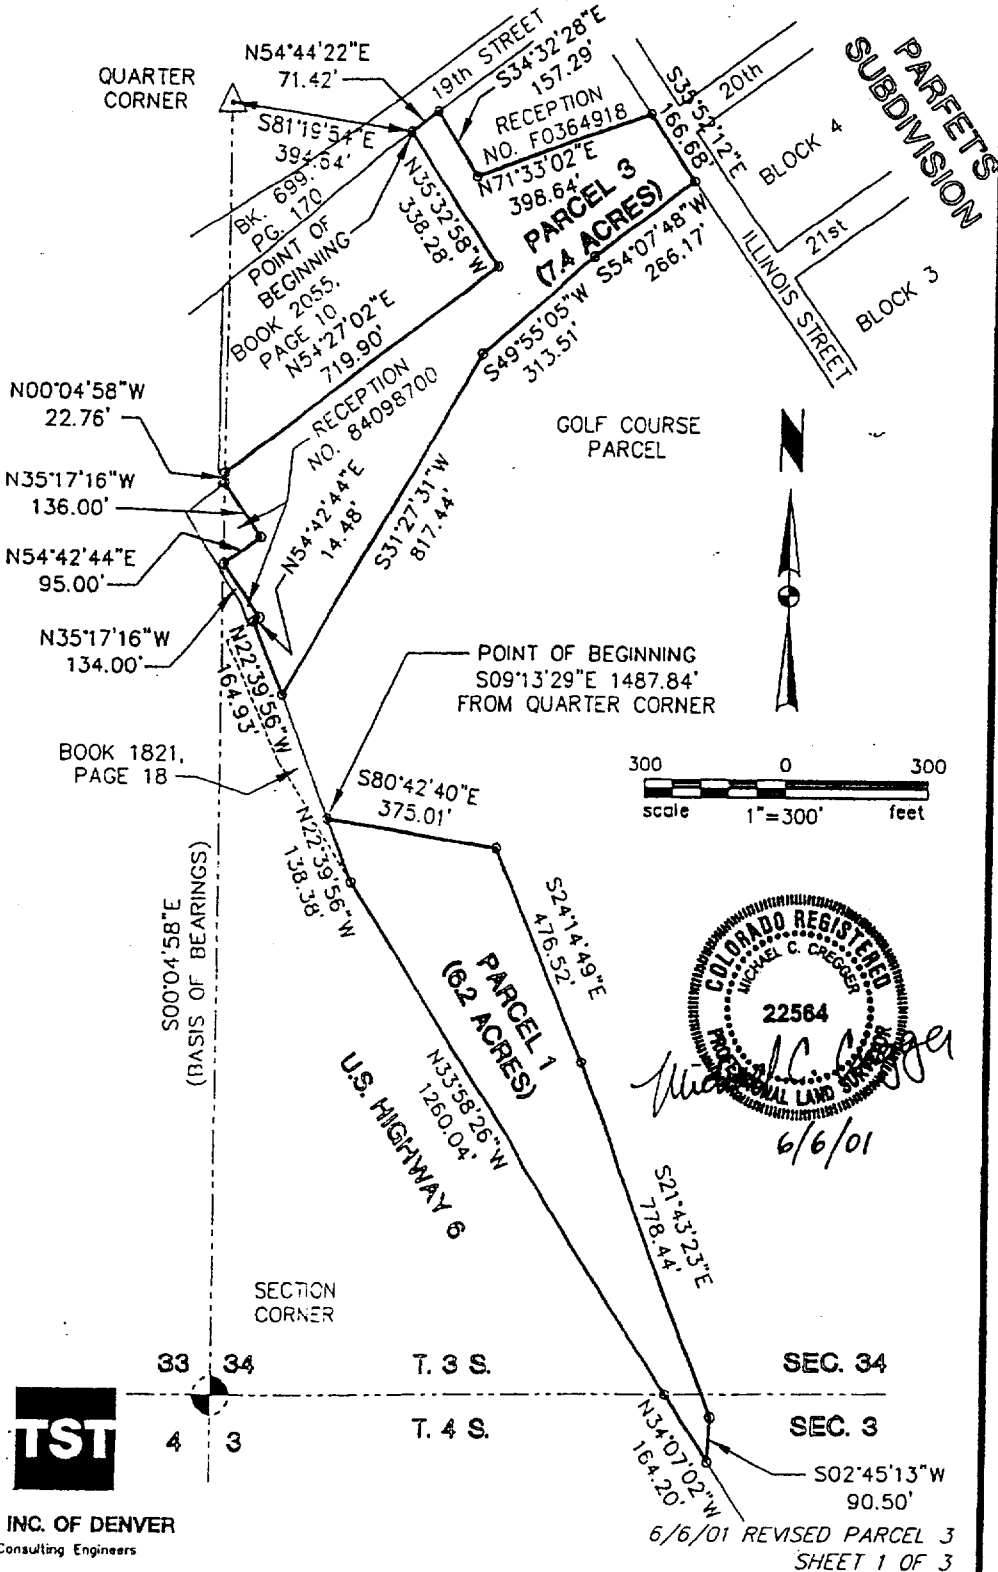 N54°44'22"E
71.42'
QUARTER
CORNER
19th STREET
S34°32'28"E
157.29'
S81°19'54"E
394.64'
RECEPTION
NO. F0364918
N71°33'02"E
398.64'
PARCEL 3
(7.4 ACRES)
S35°52'12"E
166.68'
20th
PARFET'S
SUBDIVISION
BLOCK 4
21st
BLOCK 3
ILLINOIS STREET
BK. 699,
PG. 170
POINT OF
BEGINNING
N35°32'58"W
338.28'
BOOK 2055,
PAGE 10
N54°27'02"E
719.90'
S54°07'48"W
266.17'
S49°55'05"W
313.51'
RECEPTION
NO. 84098700
N00°04'58"W
22.76'
N35°17'16"W
136.00'
N54°42'44"E
95.00'
N35°17'16"W
134.00'
N54°42'44"E
14.48'
S31°27'31"W
817.44'
GOLF COURSE
PARCEL
N
N22°39'56"W
164.93'
POINT OF BEGINNING
S09°13'29"E 1487.84'
FROM QUARTER CORNER
BOOK 1821,
PAGE 18
S80°42'40"E
375.01'
300 0 300
scale 1"=300' feet
N22°39'56"W
138.38'
S00°04'58"E
(BASIS OF BEARINGS)
S24°14'49"E
476.52'
PARCEL 1
(6.2 ACRES)
COLORADO REGISTERED
MICHAEL C. CREGGER
22564
PROFESSIONAL LAND SURVEYOR
Michael C. Cregger
6/6/01
N33°58'26"W
1260.04'
U.S. HIGHWAY 6
S21°43'23"E
778.44'
SECTION
CORNER
33 34 T. 3 S. SEC. 34
4 3 T. 4 S. SEC. 3
TST
INC. OF DENVER
Consulting Engineers
N34°07'02"W
164.20'
S02°45'13"W
90.50'
6/6/01 REVISED PARCEL 3
SHEET 1 OF 3